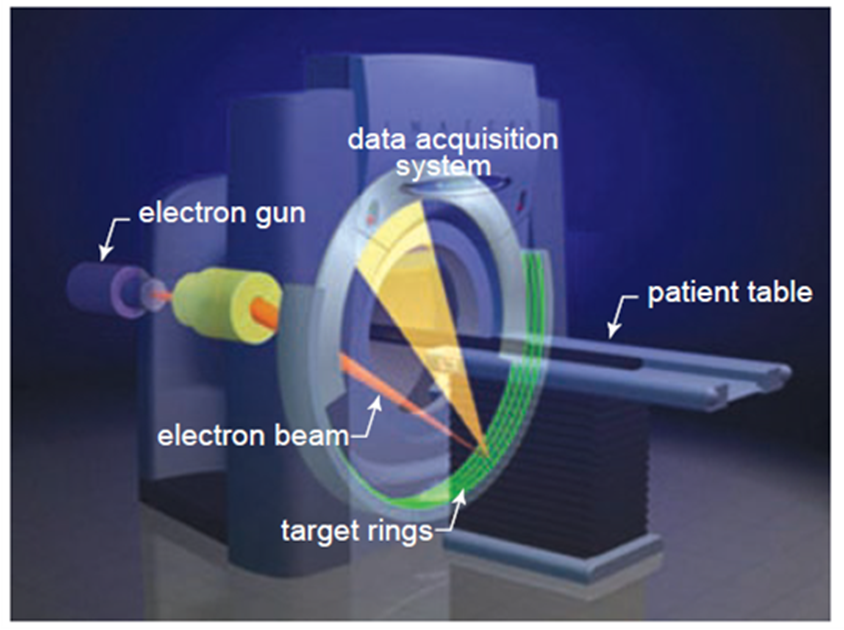 data acquisition
system
electron gun
patient table
electron beam
target rings